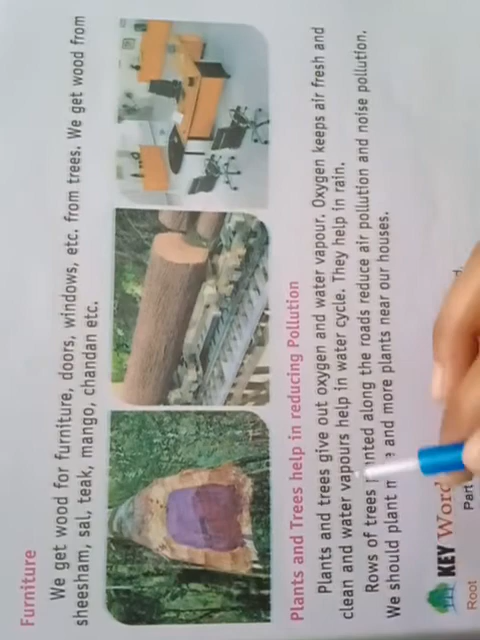 Furniture
We get wood for furniture, doors, windows, etc. from trees. We get wood from
sheesham, sal, teak, mango, chandan etc.
Plants and Trees help in reducing Pollution
Plants and trees give out oxygen and water vapour. Oxygen keeps air fresh and
clean and water vapours help in water cycle. They help in rain.
Rows of trees planted along the roads reduce air pollution and noise pollution.
We should plant and more plants near our houses.
KEY Word
Root
Part